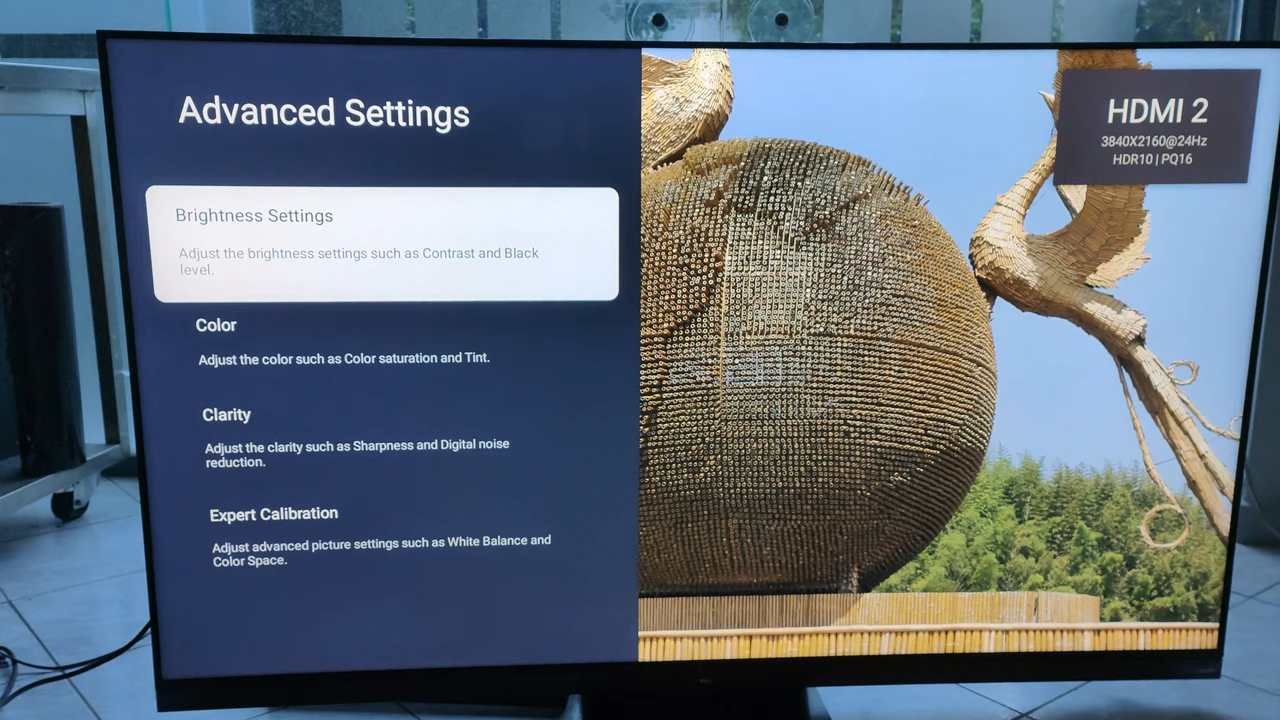 Advanced Settings
Brightness Settings
Adjust the brightness settings such as Contrast and Black
level.
Color
Adjust the color such as Color saturation and Tint.
Clarity
Adjust the clarity such as Sharpness and Digital noise
reduction.
Expert Calibration
Adjust advanced picture settings such as White Balance and
Color Space.
HDMI 2
3840X2160@24Hz
HDR10 | PQ16